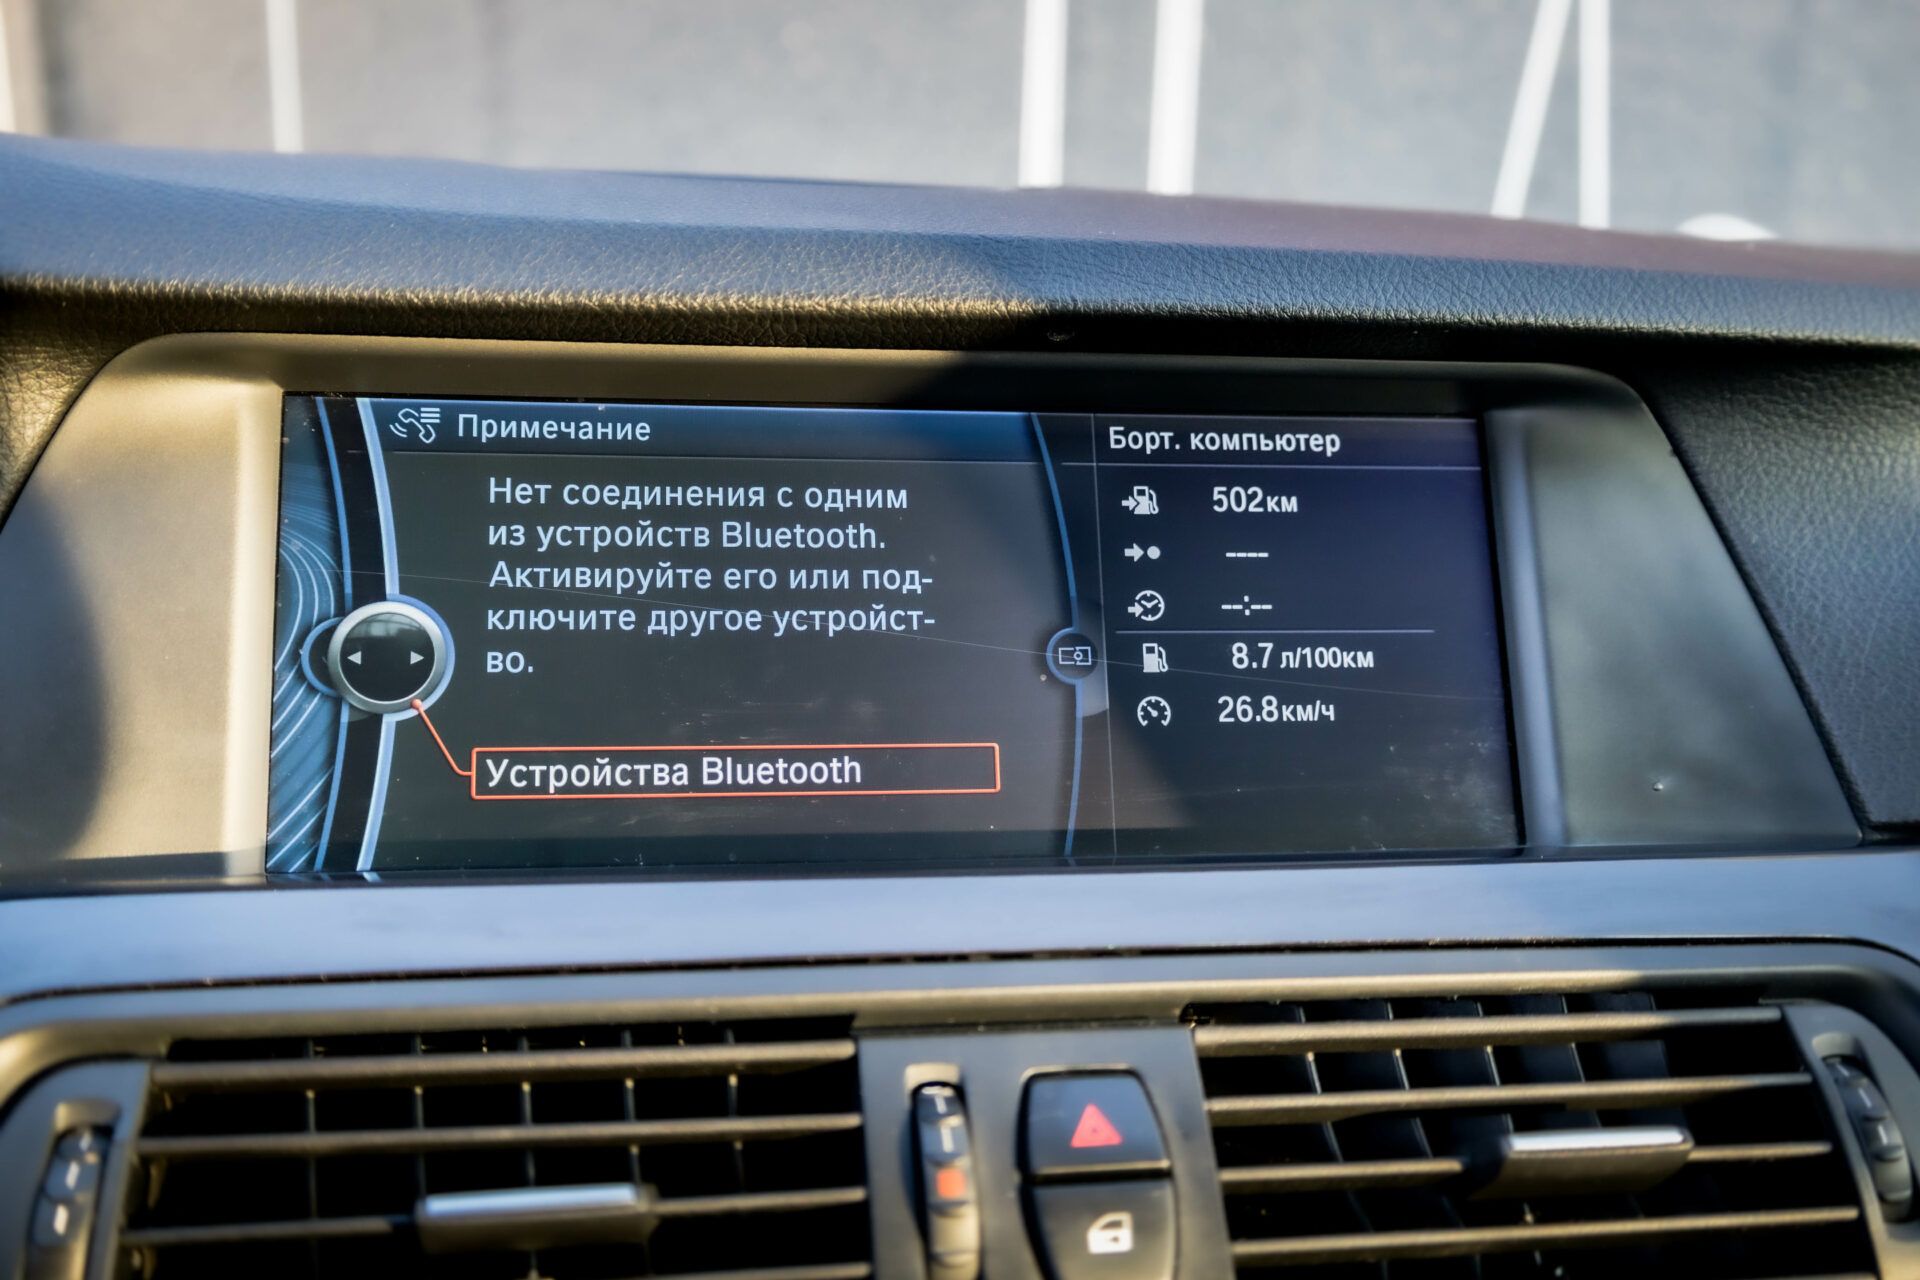 Примечание
Нет соединения с одним
из устройств Bluetooth.
Активируйте его или под-
ключите другое устройст-
во.
Устройства Bluetooth
Борт. компьютер
502км
----
--:--
8.7 л/100км
26.8км/ч